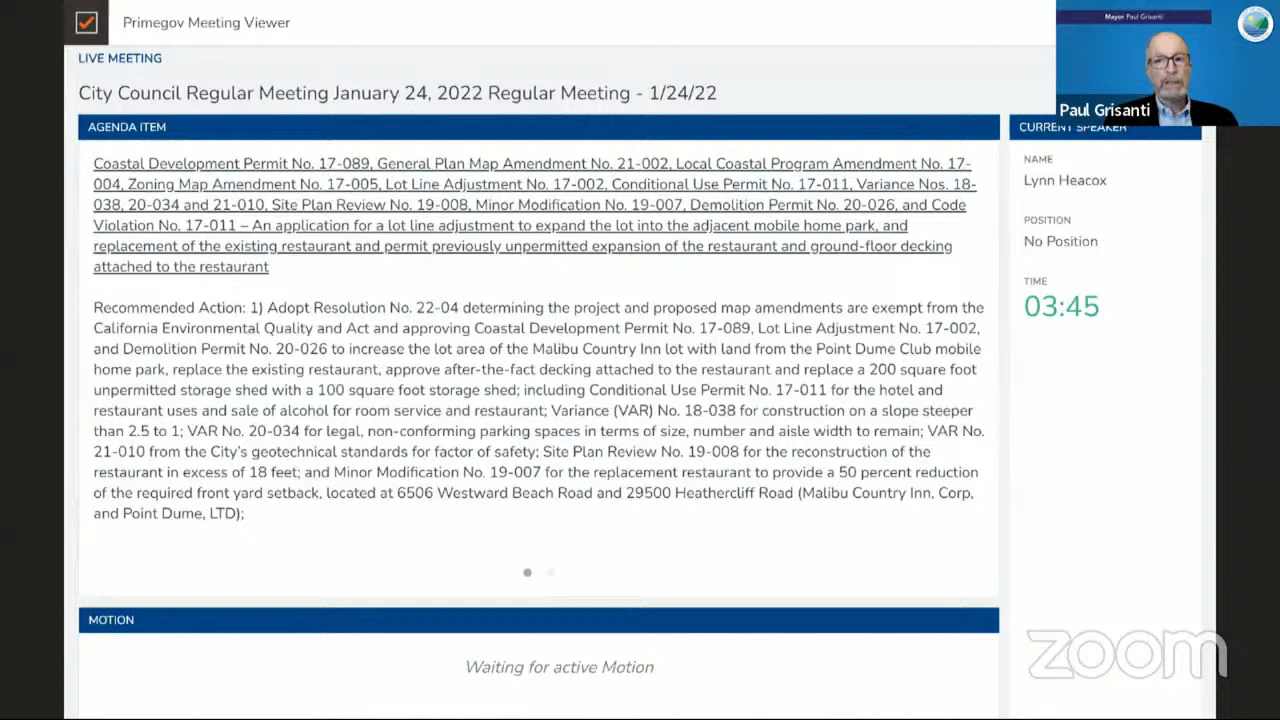 Primegov Meeting Viewer
Mayor Paul Grisanti
LIVE MEETING
City Council Regular Meeting January 24, 2022 Regular Meeting - 1/24/22
Paul Grisanti
AGENDA ITEM
CURRENT SPEAKER
Coastal Development Permit No. 17-089, General Plan Map Amendment No. 21-002, Local Coastal Program Amendment No. 17-
004, Zoning Map Amendment No. 17-005, Lot Line Adjustment No. 17-002, Conditional Use Permit No. 17-011, Variance Nos. 18-
038, 20-034 and 21-010, Site Plan Review No. 19-008, Minor Modification No. 19-007, Demolition Permit No. 20-026, and Code
Violation No. 17-011 – An application for a lot line adjustment to expand the lot into the adjacent mobile home park, and
replacement of the existing restaurant and permit previously unpermitted expansion of the restaurant and ground-floor decking
attached to the restaurant
Recommended Action: 1) Adopt Resolution No. 22-04 determining the project and proposed map amendments are exempt from the
California Environmental Quality and Act and approving Coastal Development Permit No. 17-089, Lot Line Adjustment No. 17-002,
and Demolition Permit No. 20-026 to increase the lot area of the Malibu Country Inn lot with land from the Point Dume Club mobile
home park, replace the existing restaurant, approve after-the-fact decking attached to the restaurant and replace a 200 square foot
unpermitted storage shed with a 100 square foot storage shed; including Conditional Use Permit No. 17-011 for the hotel and
restaurant uses and sale of alcohol for room service and restaurant; Variance (VAR) No. 18-038 for construction on a slope steeper
than 2.5 to 1; VAR No. 20-034 for legal, non-conforming parking spaces in terms of size, number and aisle width to remain; VAR No.
21-010 from the City's geotechnical standards for factor of safety; Site Plan Review No. 19-008 for the reconstruction of the
restaurant in excess of 18 feet; and Minor Modification No. 19-007 for the replacement restaurant to provide a 50 percent reduction
of the required front yard setback, located at 6506 Westward Beach Road and 29500 Heathercliff Road (Malibu Country Inn, Corp,
and Point Dume, LTD);
NAME
Lynn Heacox
POSITION
No Position
TIME
03:45
MOTION
Waiting for active Motion
zoom